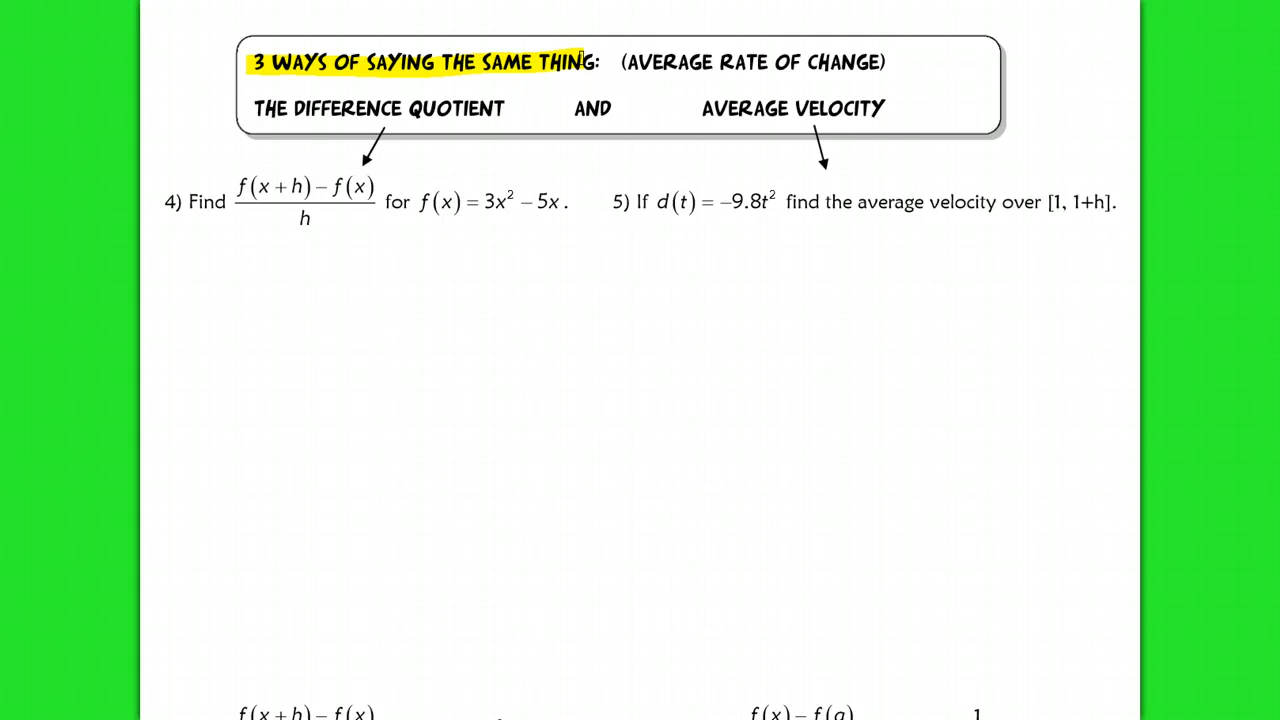 3 WAYS OF SAYING THE SAME THING: (AVERAGE RATE OF CHANGE)
THE DIFFERENCE QUOTIENT AND AVERAGE VELOCITY
4) Find f(x+h)−f(x)/h for f(x)=3x²−5x.
5) If d(t)=−9.8t² find the average velocity over [1, 1+h].
f(x+h)−f(x)
f(x)−f(a) 1